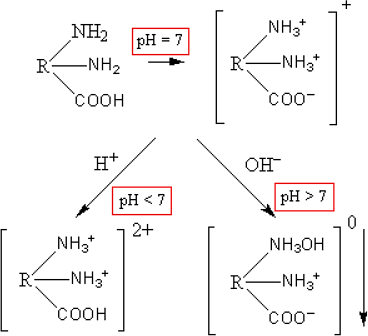 NH₂
R NH₂
COOH
pH = 7
NH₃⁺
R NH₃⁺
COO⁻
+
H⁺
OH⁻
pH < 7
pH > 7
NH₃⁺
R NH₃⁺
COOH
2+
NH₃OH
R NH₃⁺
COO⁻
0